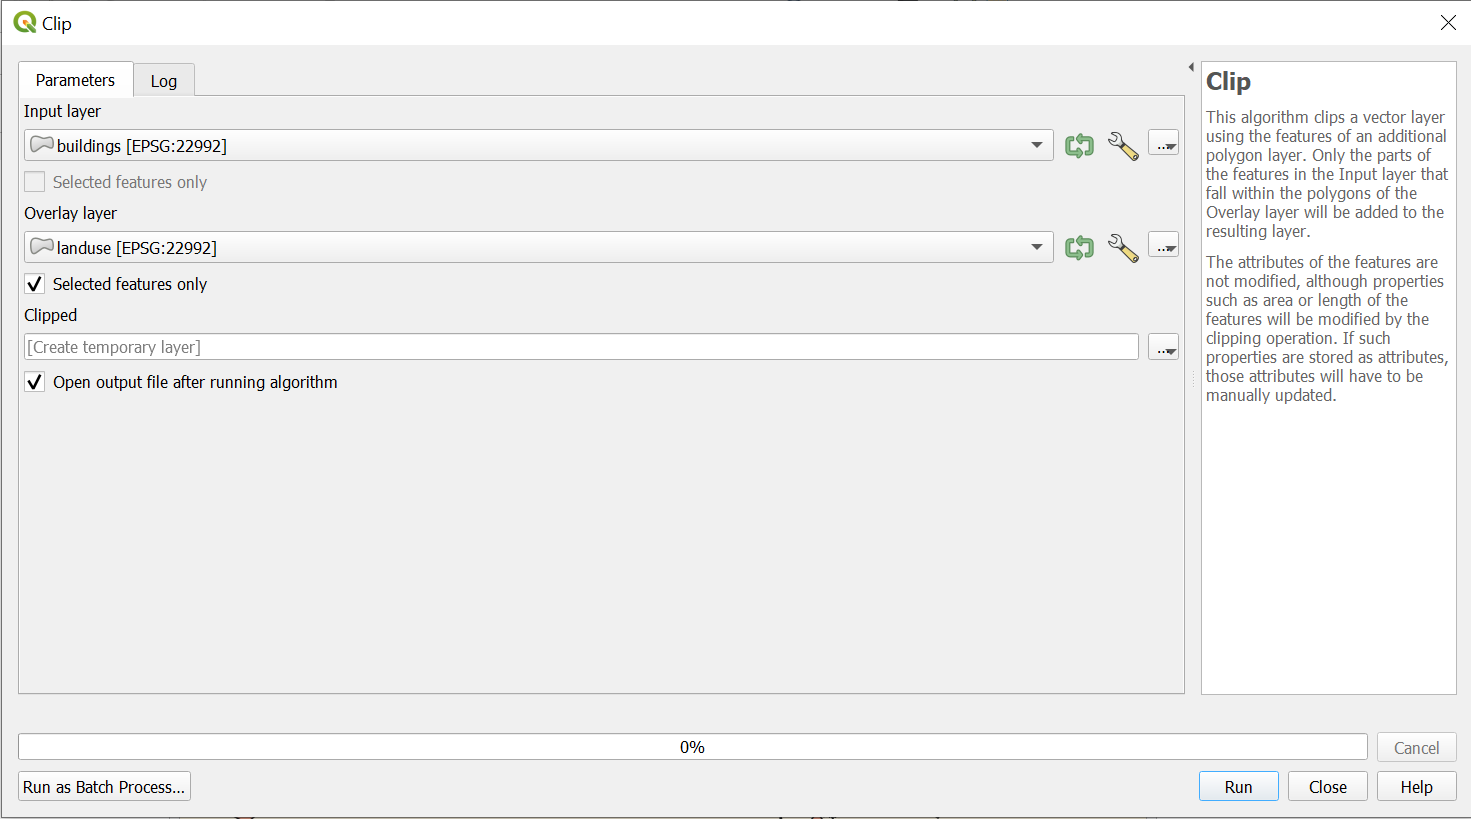 Clip
Parameters
Log
Input layer
buildings [EPSG:22992]
...
Selected features only
Overlay layer
landuse [EPSG:22992]
...
Selected features only
Clipped
[Create temporary layer]
...
Open output file after running algorithm
Clip
This algorithm clips a vector layer
using the features of an additional
polygon layer. Only the parts of
the features in the Input layer that
fall within the polygons of the
Overlay layer will be added to the
resulting layer.
The attributes of the features are
not modified, although properties
such as area or length of the
features will be modified by the
clipping operation. If such
properties are stored as attributes,
those attributes will have to be
manually updated.
0%
Cancel
Run as Batch Process...
Run
Close
Help